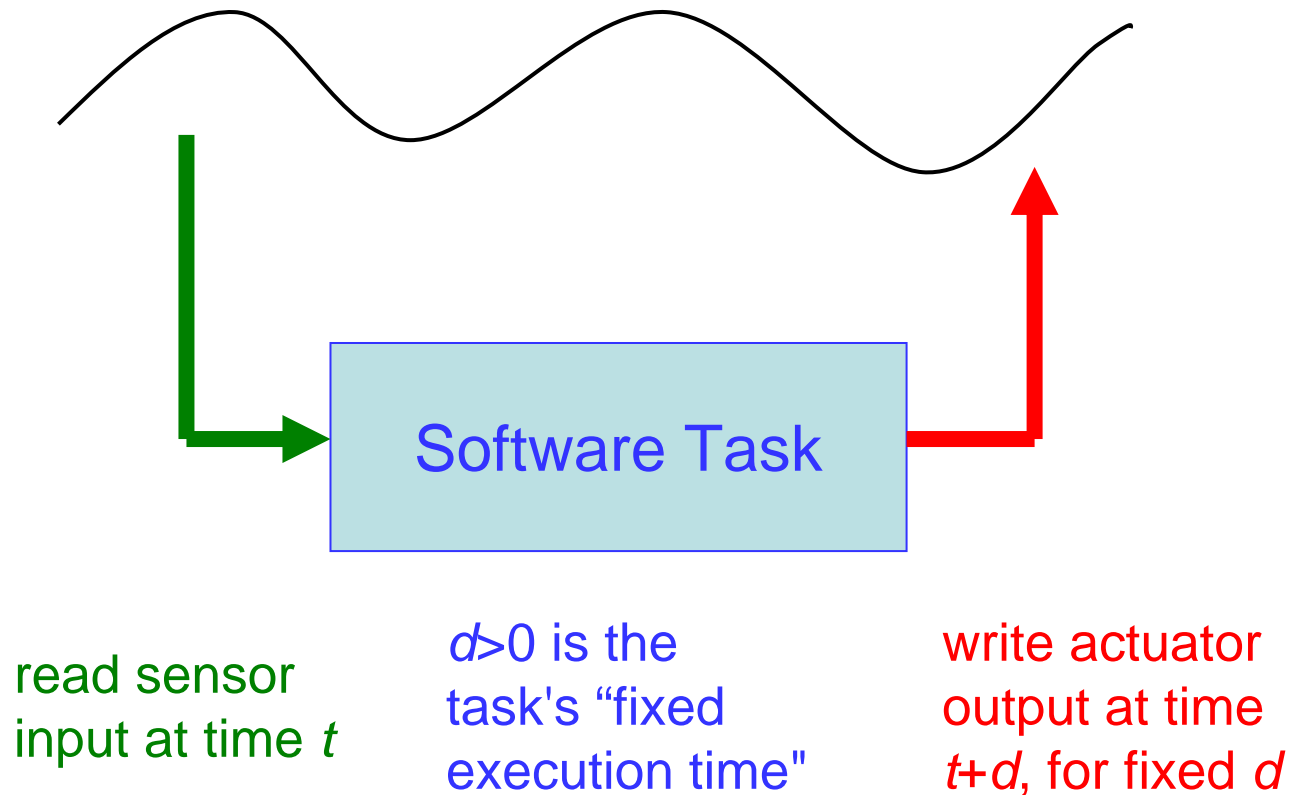 Software Task
read sensor
input at time t
d>0 is the
task's “fixed
execution time"
write actuator
output at time
t+d, for fixed d